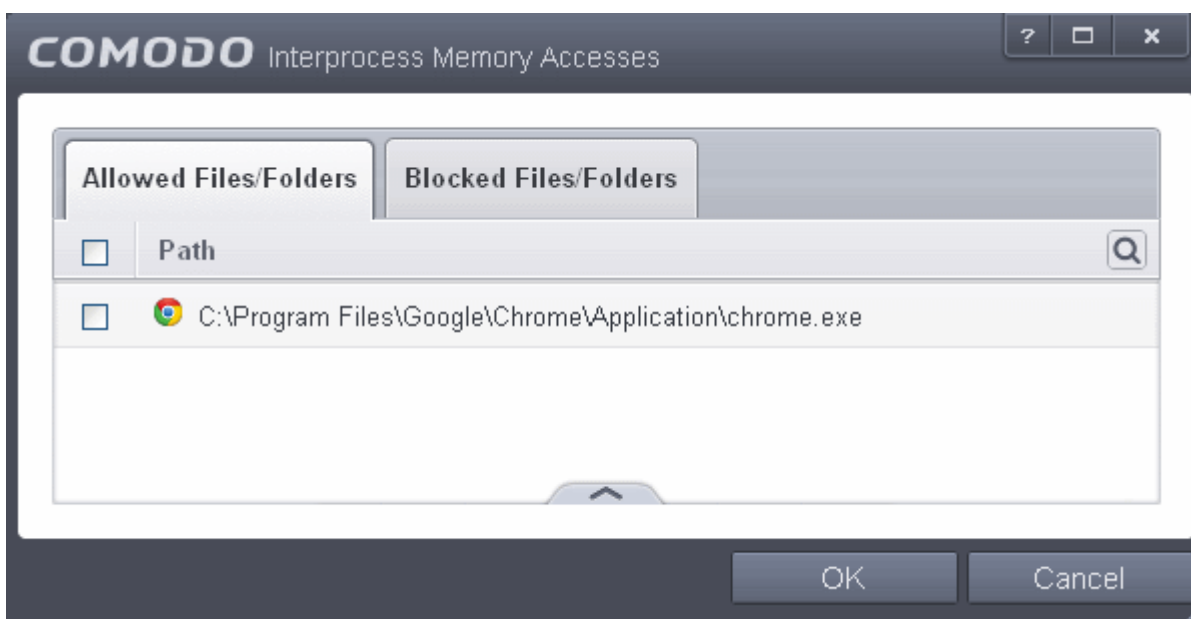 COMODO Interprocess Memory Accesses ?
Allowed Files/Folders Blocked Files/Folders
Path
C:\Program Files\Google\Chrome\Application\chrome.exe
OK Cancel